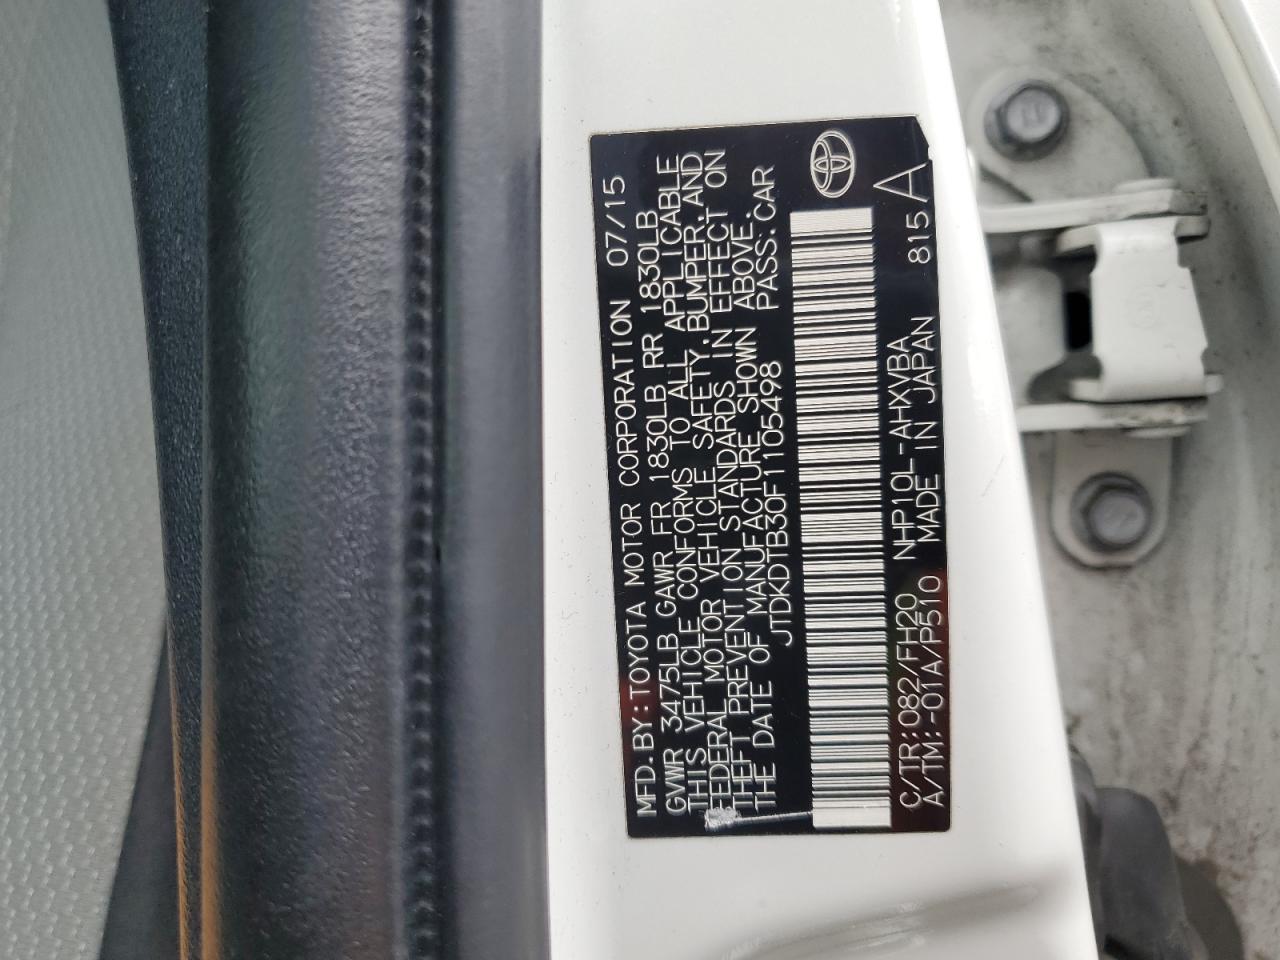 MFD.BY:TOYOTA MOTOR CORPORATION 07/15
GVWR 3475LB GAWR FR 1830LB RR 1830LB
THIS VEHICLE CONFORMS TO ALL APPLICABLE
FEDERAL MOTOR VEHICLE SAFETY,BUMPER,AND
THEFT PREVENTION STANDARDS IN EFFECT ON
THE DATE OF MANUFACTURE SHOWN ABOVE.
JTDKDTB30F1105498 PASS.CAR
C/TR:082/FH20 NHP10L-AHXVBA 815A
A/TM:-01A/P510 MADE IN JAPAN